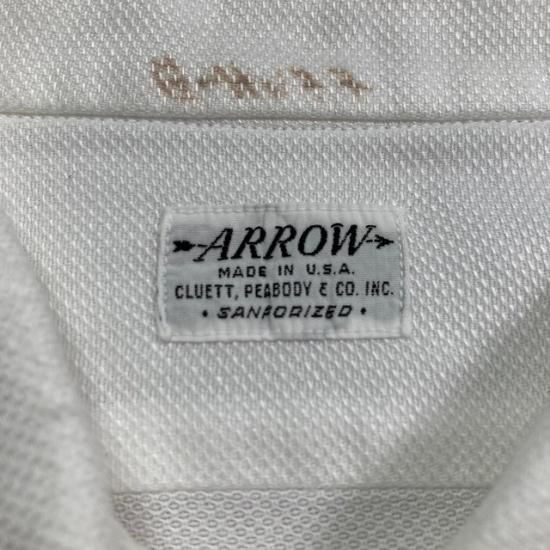 ARROW
MADE IN U.S.A.
CLUETT, PEABODY & CO. INC.
• SANFORIZED •